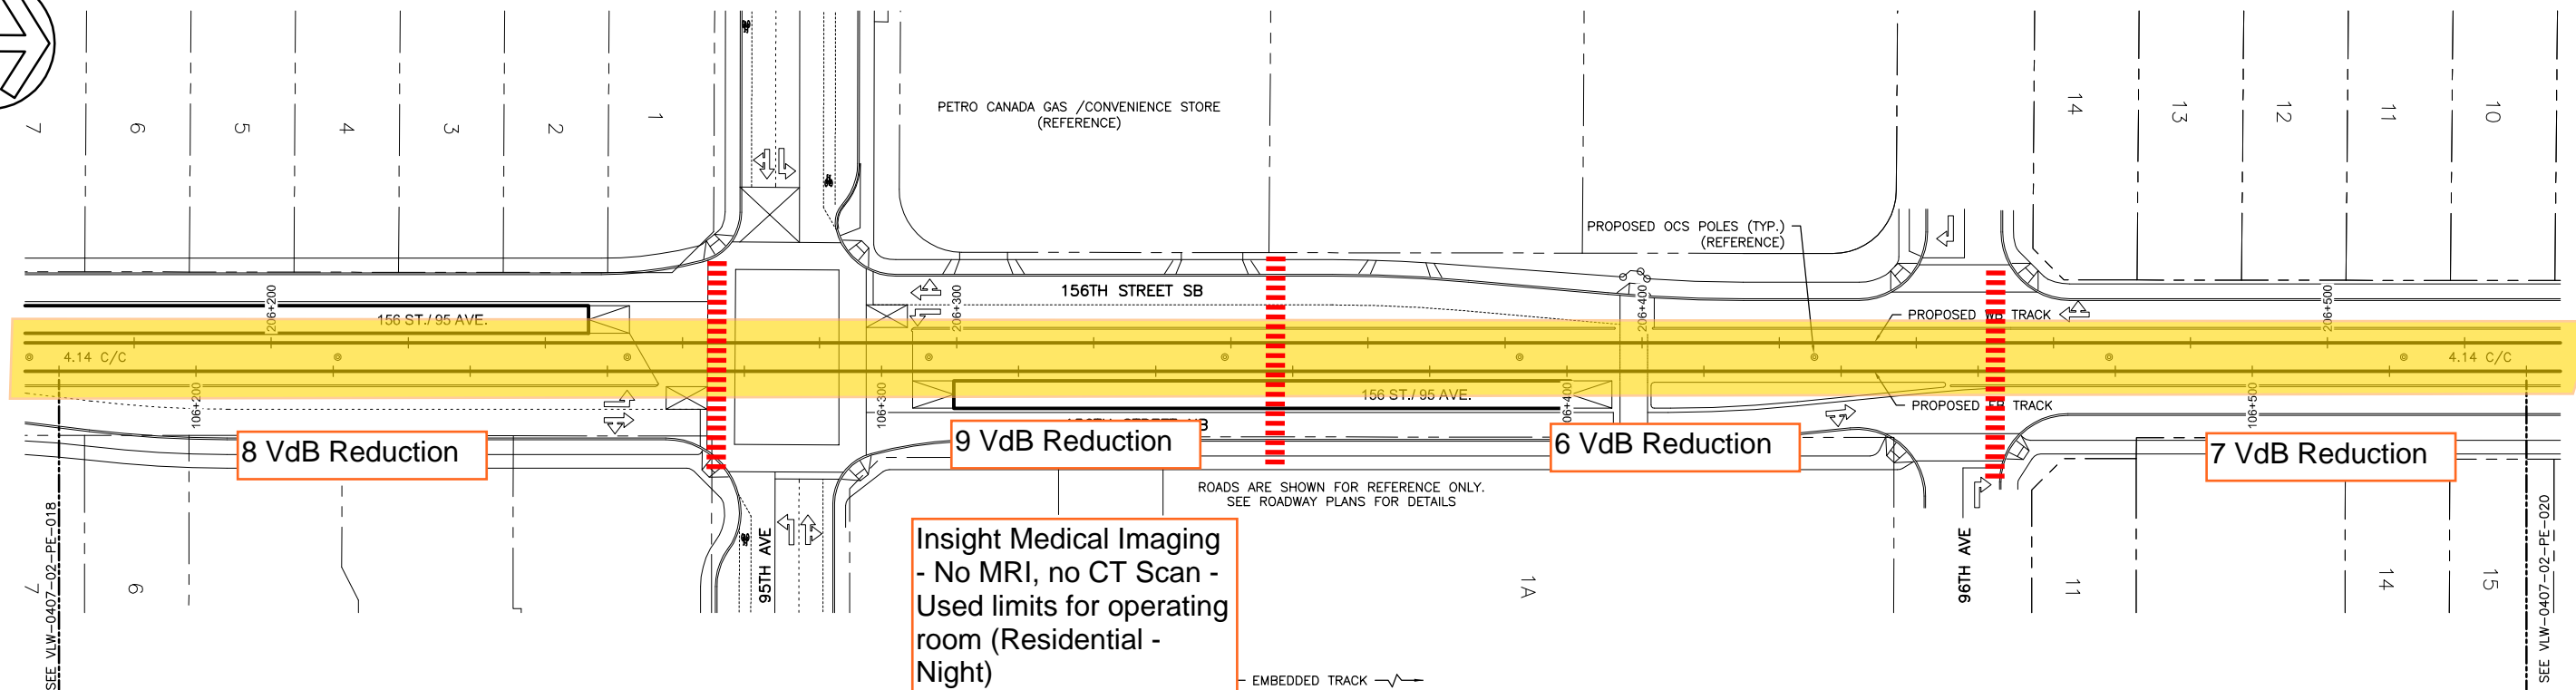 7
6
5
4
3
2
1
PETRO CANADA GAS /CONVENIENCE STORE
(REFERENCE)
14
13
12
11
10
PROPOSED OCS POLES (TYP.)
(REFERENCE)
206+200
206+300
206+400
206+500
156TH STREET SB
156 ST./ 95 AVE.
PROPOSED WB TRACK
4.14 C/C
4.14 C/C
106+200
106+300
106+400
106+500
156 ST./ 95 AVE.
PROPOSED EB TRACK
8 VdB Reduction
9 VdB Reduction
6 VdB Reduction
7 VdB Reduction
ROADS ARE SHOWN FOR REFERENCE ONLY.
SEE ROADWAY PLANS FOR DETAILS
SEE VLW-0407-02-PE-018
7
6
95TH AVE
Insight Medical Imaging
- No MRI, no CT Scan -
Used limits for operating
room (Residential -
Night)
1A
96TH AVE
11
14
15
SEE VLW-0407-02-PE-020
EMBEDDED TRACK